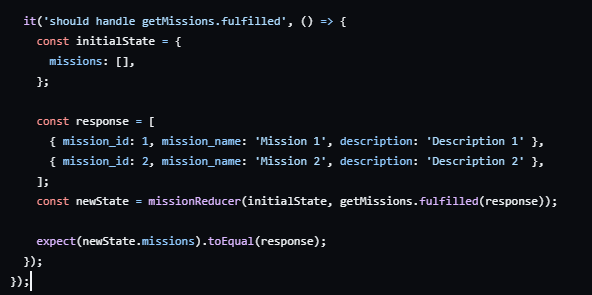 it('should handle getMissions.fulfilled', () => {
const initialState = {
missions: [],
};
const response = [
{ mission_id: 1, mission_name: 'Mission 1', description: 'Description 1' },
{ mission_id: 2, mission_name: 'Mission 2', description: 'Description 2' },
];
const newState = missionReducer(initialState, getMissions.fulfilled(response));
expect(newState.missions).toEqual(response);
});
});